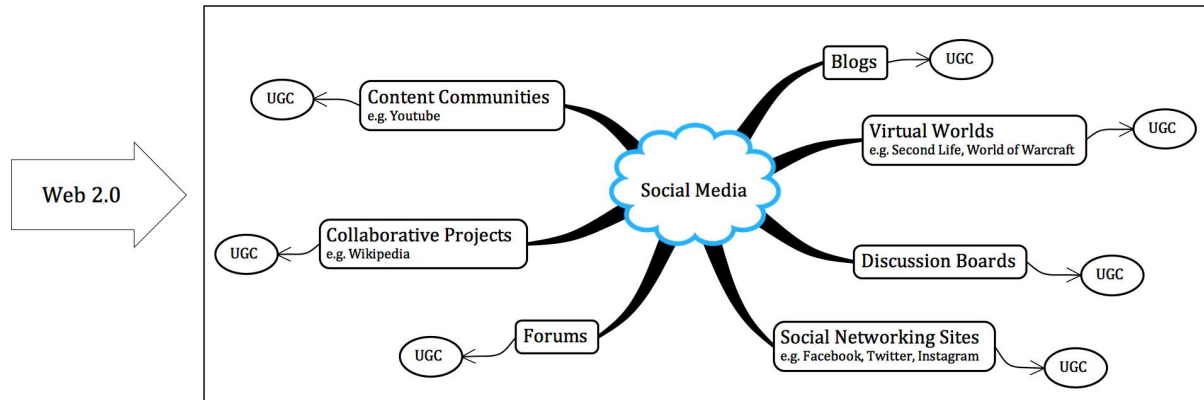 Web 2.0
Social Media
Content Communities
e.g. Youtube
UGC
Collaborative Projects
e.g. Wikipedia
UGC
Forums
UGC
Blogs
UGC
Virtual Worlds
e.g. Second Life, World of Warcraft
UGC
Discussion Boards
UGC
Social Networking Sites
e.g. Facebook, Twitter, Instagram
UGC